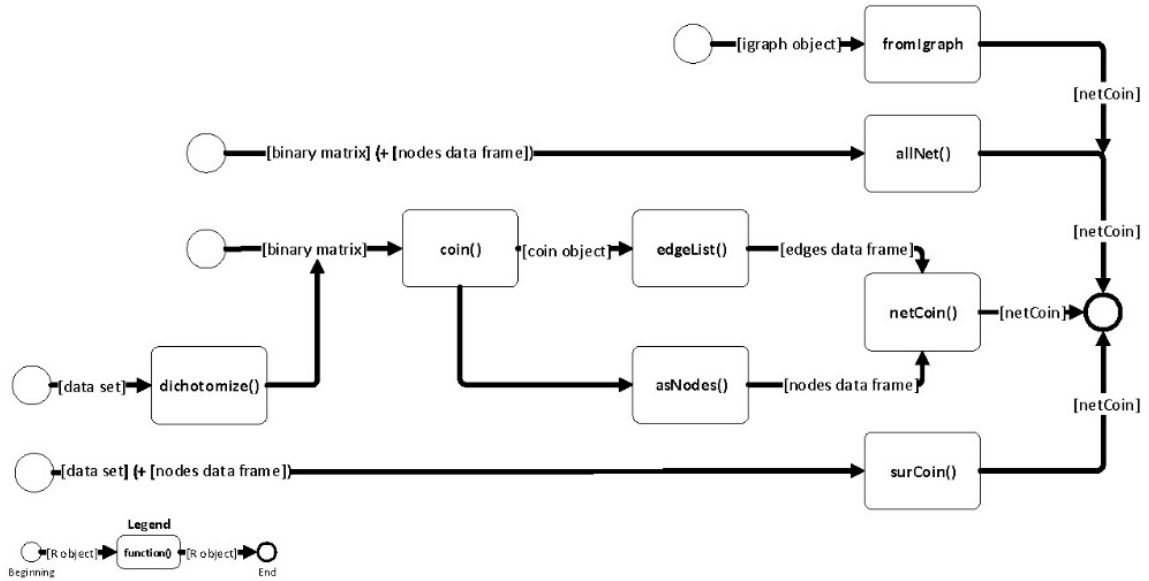 [igraph object]
fromIgraph
[netCoin]
[binary matrix] (+ [nodes data frame])
allNet()
[netCoin]
[binary matrix]
coin()
[coin object]
edgeList()
[edges data frame]
netCoin()
[netCoin]
[data set]
dichotomize()
asNodes()
[nodes data frame]
[netCoin]
[data set] (+ [nodes data frame])
surCoin()
Legend
[R object]
function()
[R object]
Beginning
End